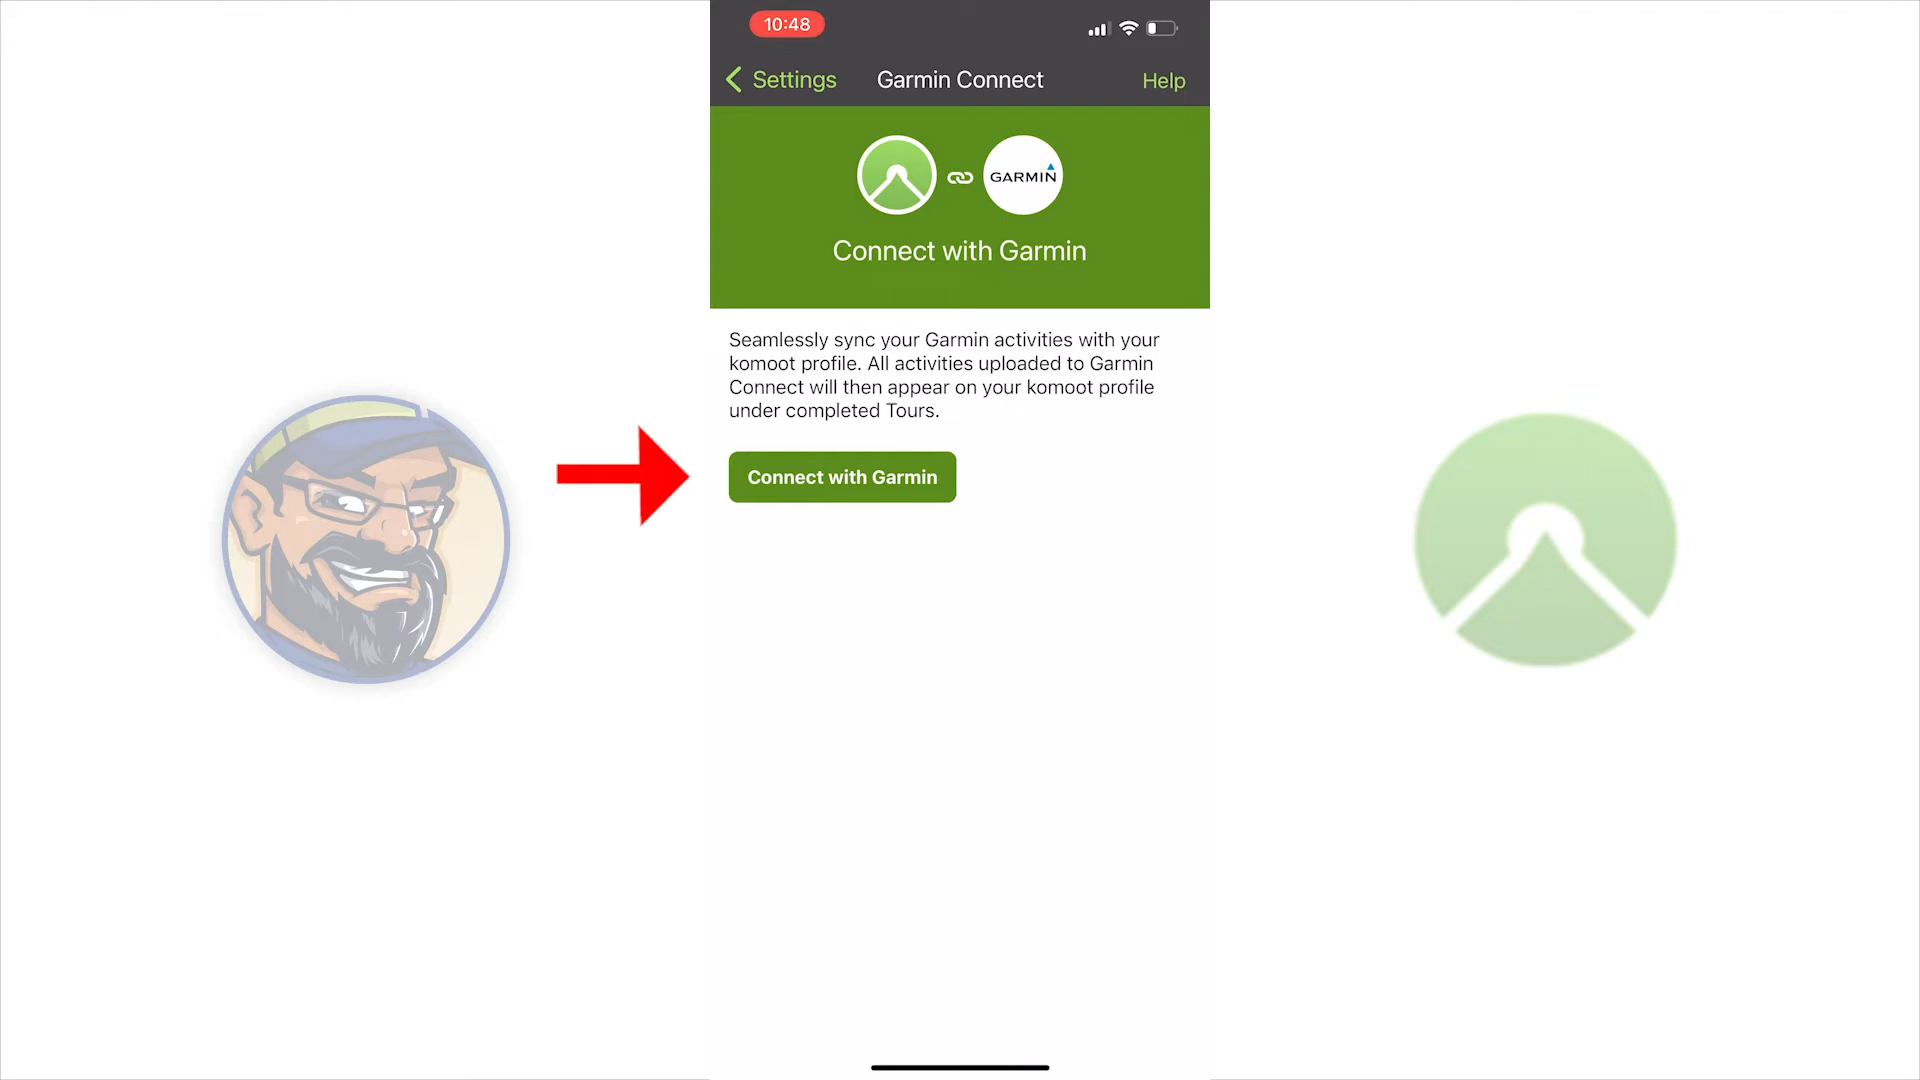 10:48
Settings
Garmin Connect
Help
GARMIN
Connect with Garmin
Seamlessly sync your Garmin activities with your
komoot profile. All activities uploaded to Garmin
Connect will then appear on your komoot profile
under completed Tours.
Connect with Garmin